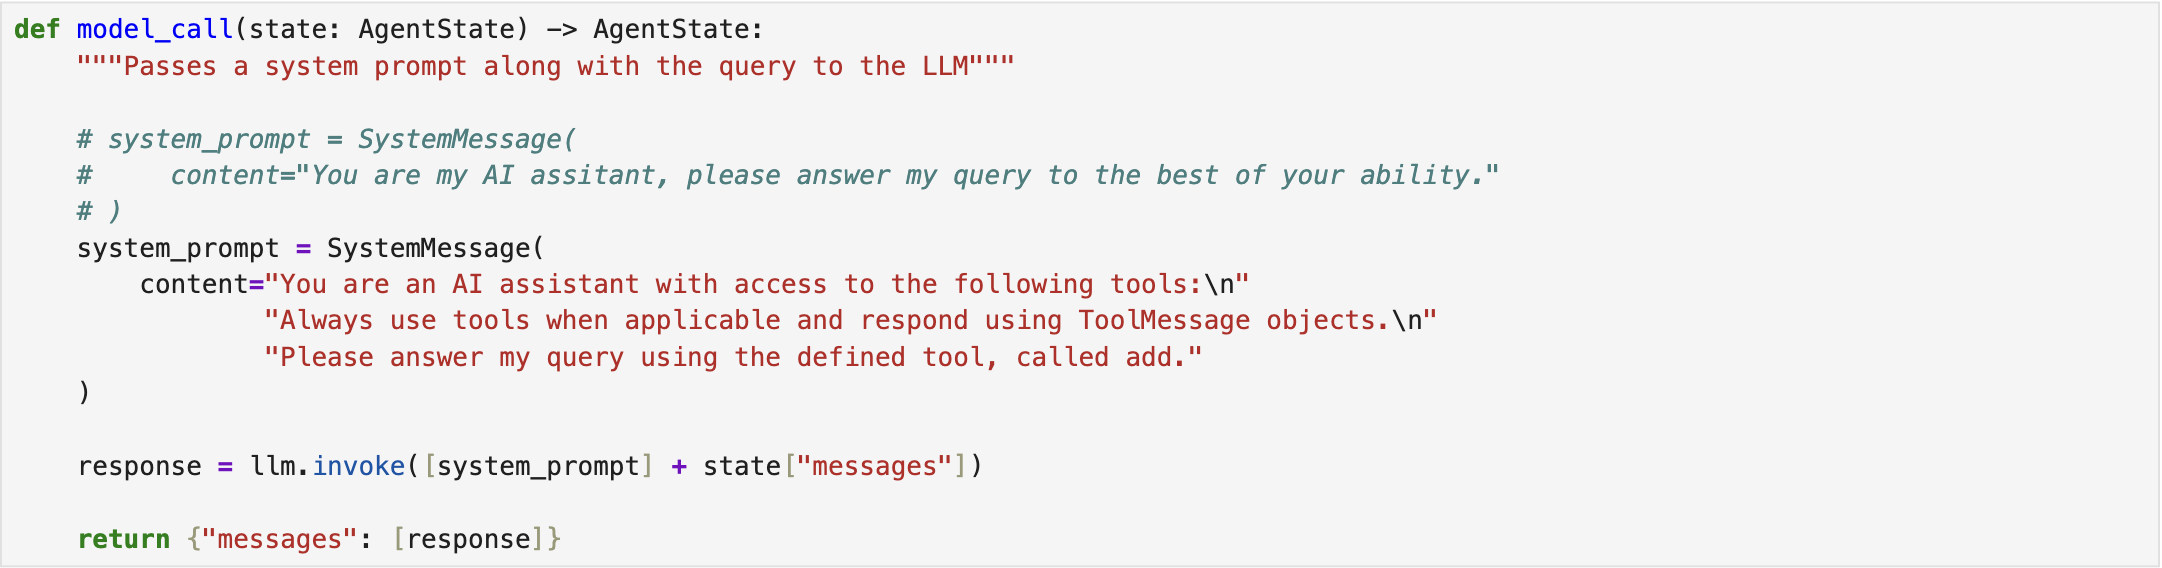 def model_call(state: AgentState) -> AgentState:
    """Passes a system prompt along with the query to the LLM"""

    # system_prompt = SystemMessage(
    #     content="You are my AI assitant, please answer my query to the best of your ability."
    # )
    system_prompt = SystemMessage(
        content="You are an AI assistant with access to the following tools:\n"
                "Always use tools when applicable and respond using ToolMessage objects.\n"
                "Please answer my query using the defined tool, called add."
    )

    response = llm.invoke([system_prompt] + state["messages"])

    return {"messages": [response]}